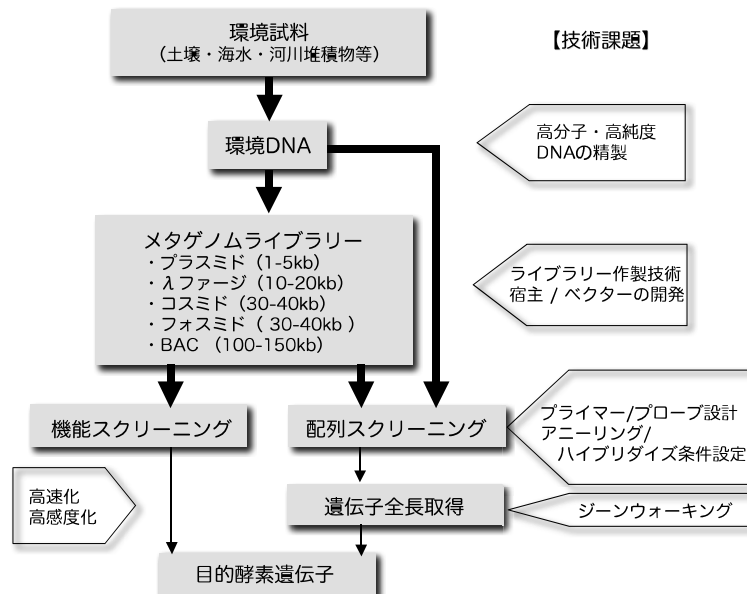 環境試料
(土壌・海水・河川堆積物等)
【技術課題】
環境DNA
高分子・高純度
DNAの精製
メタゲノムライブラリー
・プラスミド（1-5kb）
・λファージ（10-20kb）
・コスミド（30-40kb）
・フォスミド（ 30-40kb ）
・BAC （100-150kb）
ライブラリー作製技術
宿主 / ベクターの開発
機能スクリーニング
配列スクリーニング
プライマー/プローブ設計
アニーリング/
ハイブリダイズ条件設定
高速化
高感度化
遺伝子全長取得
ジーンウォーキング
目的酵素遺伝子